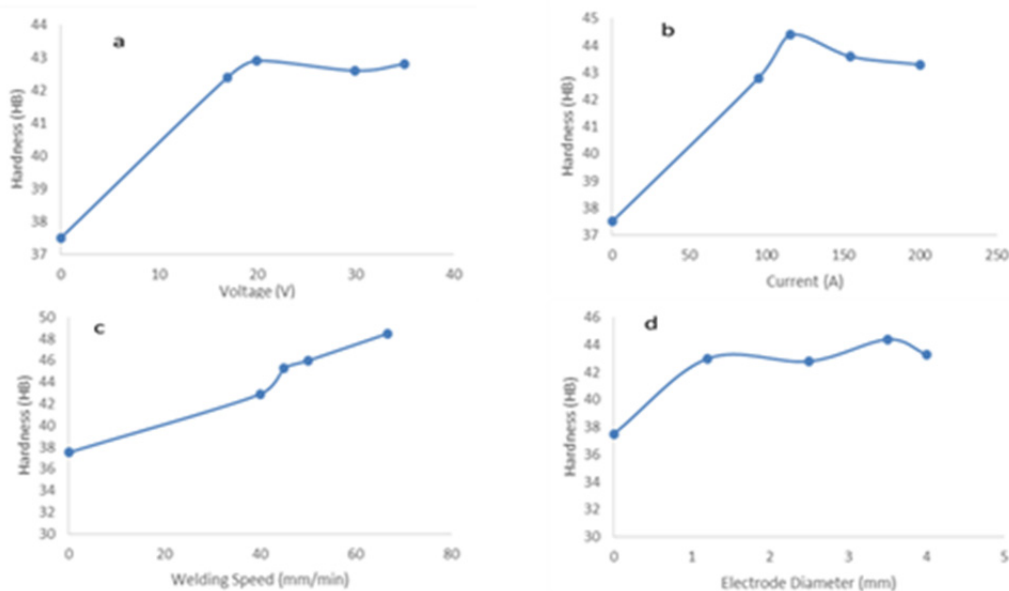 a
44
43
42
41
40
39
38
37
Hardness (HB)
0 10 20 30 40
Voltage (V)
b
45
44
43
42
41
40
39
38
37
Hardness (HB)
0 50 100 150 200 250
Current (A)
c
50
48
46
44
42
40
38
36
34
32
30
Hardness (HB)
0 20 40 60 80
Welding Speed (mm/min)
d
46
44
42
40
38
36
34
32
30
Hardness (HB)
0 1 2 3 4 5
Electrode Diameter (mm)